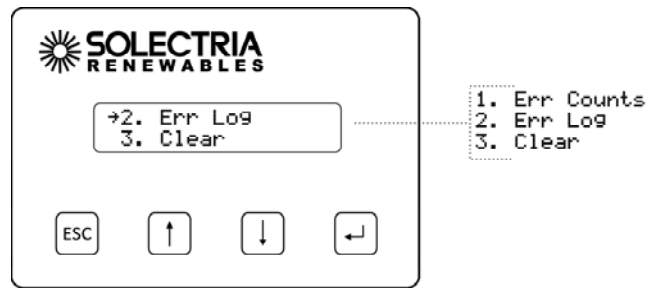 SOLECTRIA
RENEWABLES
→2. Err Log
3. Clear
1. Err Counts
2. Err Log
3. Clear
ESC ↑ ↓ ↵